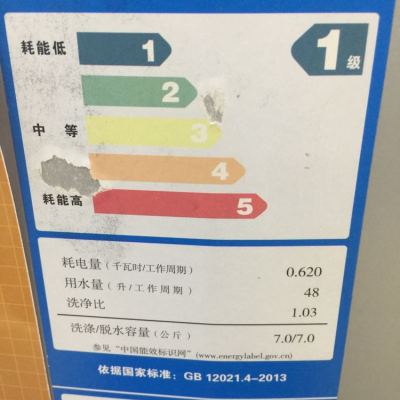 耗能低 1 1级
2
中 等 3
4
耗能高 5
耗电量(千瓦时/工作周期) 0.620
用水量(升/工作周期) 48
洗净比 1.03
洗涤/脱水容量(公斤) 7.0/7.0
参见“中国能效标识网”(www.energylabel.gov.cn)
依据国家标准: GB 12021.4-2013